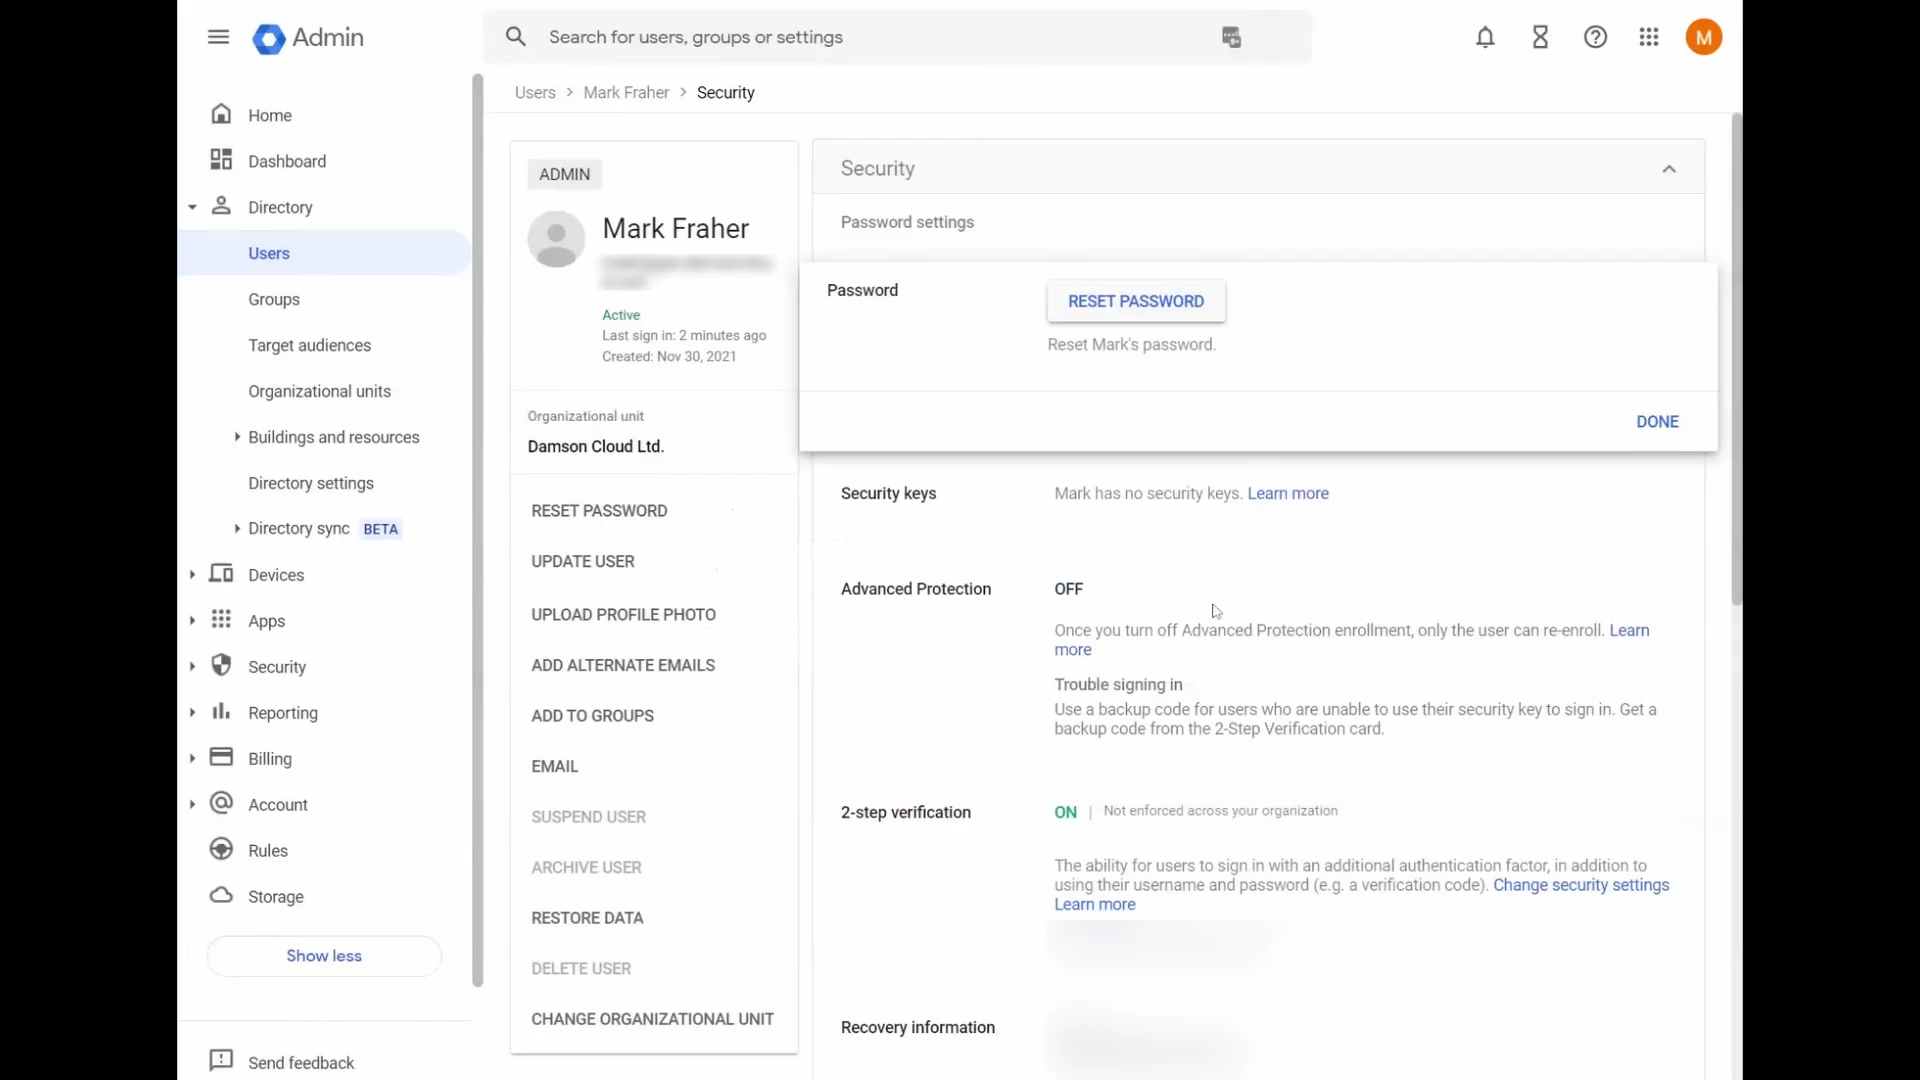 Admin
Search for users, groups or settings
M
Users > Mark Fraher > Security
Home
Dashboard
Directory
Users
Groups
Target audiences
Organizational units
Buildings and resources
Directory settings
Directory sync BETA
Devices
Apps
Security
Reporting
Billing
Account
Rules
Storage
Show less
Send feedback
ADMIN
Mark Fraher
Active
Last sign in: 2 minutes ago
Created: Nov 30, 2021
Organizational unit
Damson Cloud Ltd.
RESET PASSWORD
UPDATE USER
UPLOAD PROFILE PHOTO
ADD ALTERNATE EMAILS
ADD TO GROUPS
EMAIL
SUSPEND USER
ARCHIVE USER
RESTORE DATA
DELETE USER
CHANGE ORGANIZATIONAL UNIT
Security
Password settings
Password
RESET PASSWORD
Reset Mark's password.
DONE
Security keys
Mark has no security keys. Learn more
Advanced Protection
OFF
Once you turn off Advanced Protection enrollment, only the user can re-enroll. Learn
more
Trouble signing in
Use a backup code for users who are unable to use their security key to sign in. Get a
backup code from the 2-Step Verification card.
2-step verification
ON | Not enforced across your organization
The ability for users to sign in with an additional authentication factor, in addition to
using their username and password (e.g. a verification code). Change security settings
Learn more
Recovery information